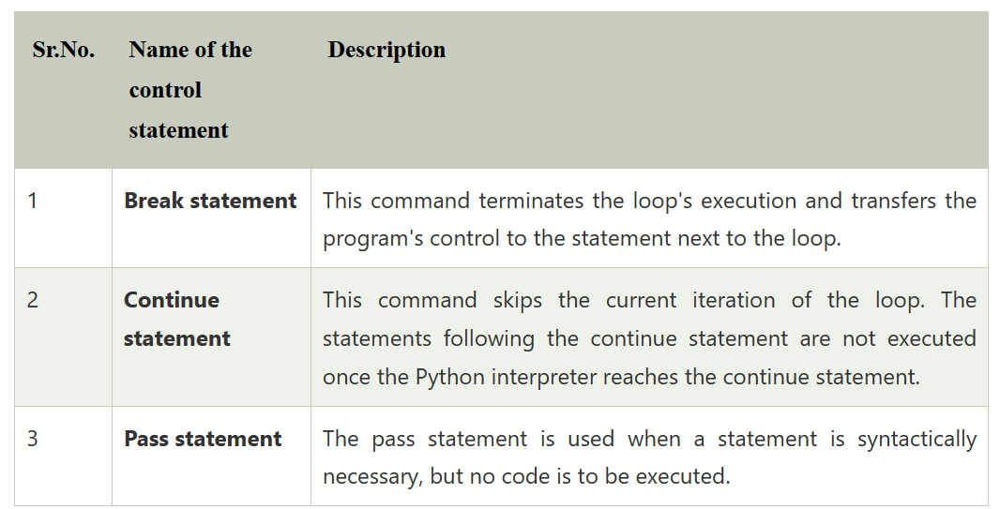 Sr.No. Name of the Description
control
statement
1 Break statement This command terminates the loop's execution and transfers the
program's control to the statement next to the loop.
2 Continue This command skips the current iteration of the loop. The
statement statements following the continue statement are not executed
once the Python interpreter reaches the continue statement.
3 Pass statement The pass statement is used when a statement is syntactically
necessary, but no code is to be executed.